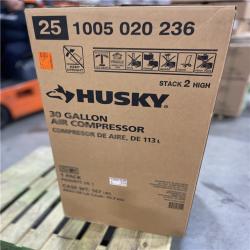 25 1005 020 236
STACK 2 HIGH
HUSKY
30 GALLON
AIR COMPRESSOR
COMPRESOR DE AIRE, DE 113 L